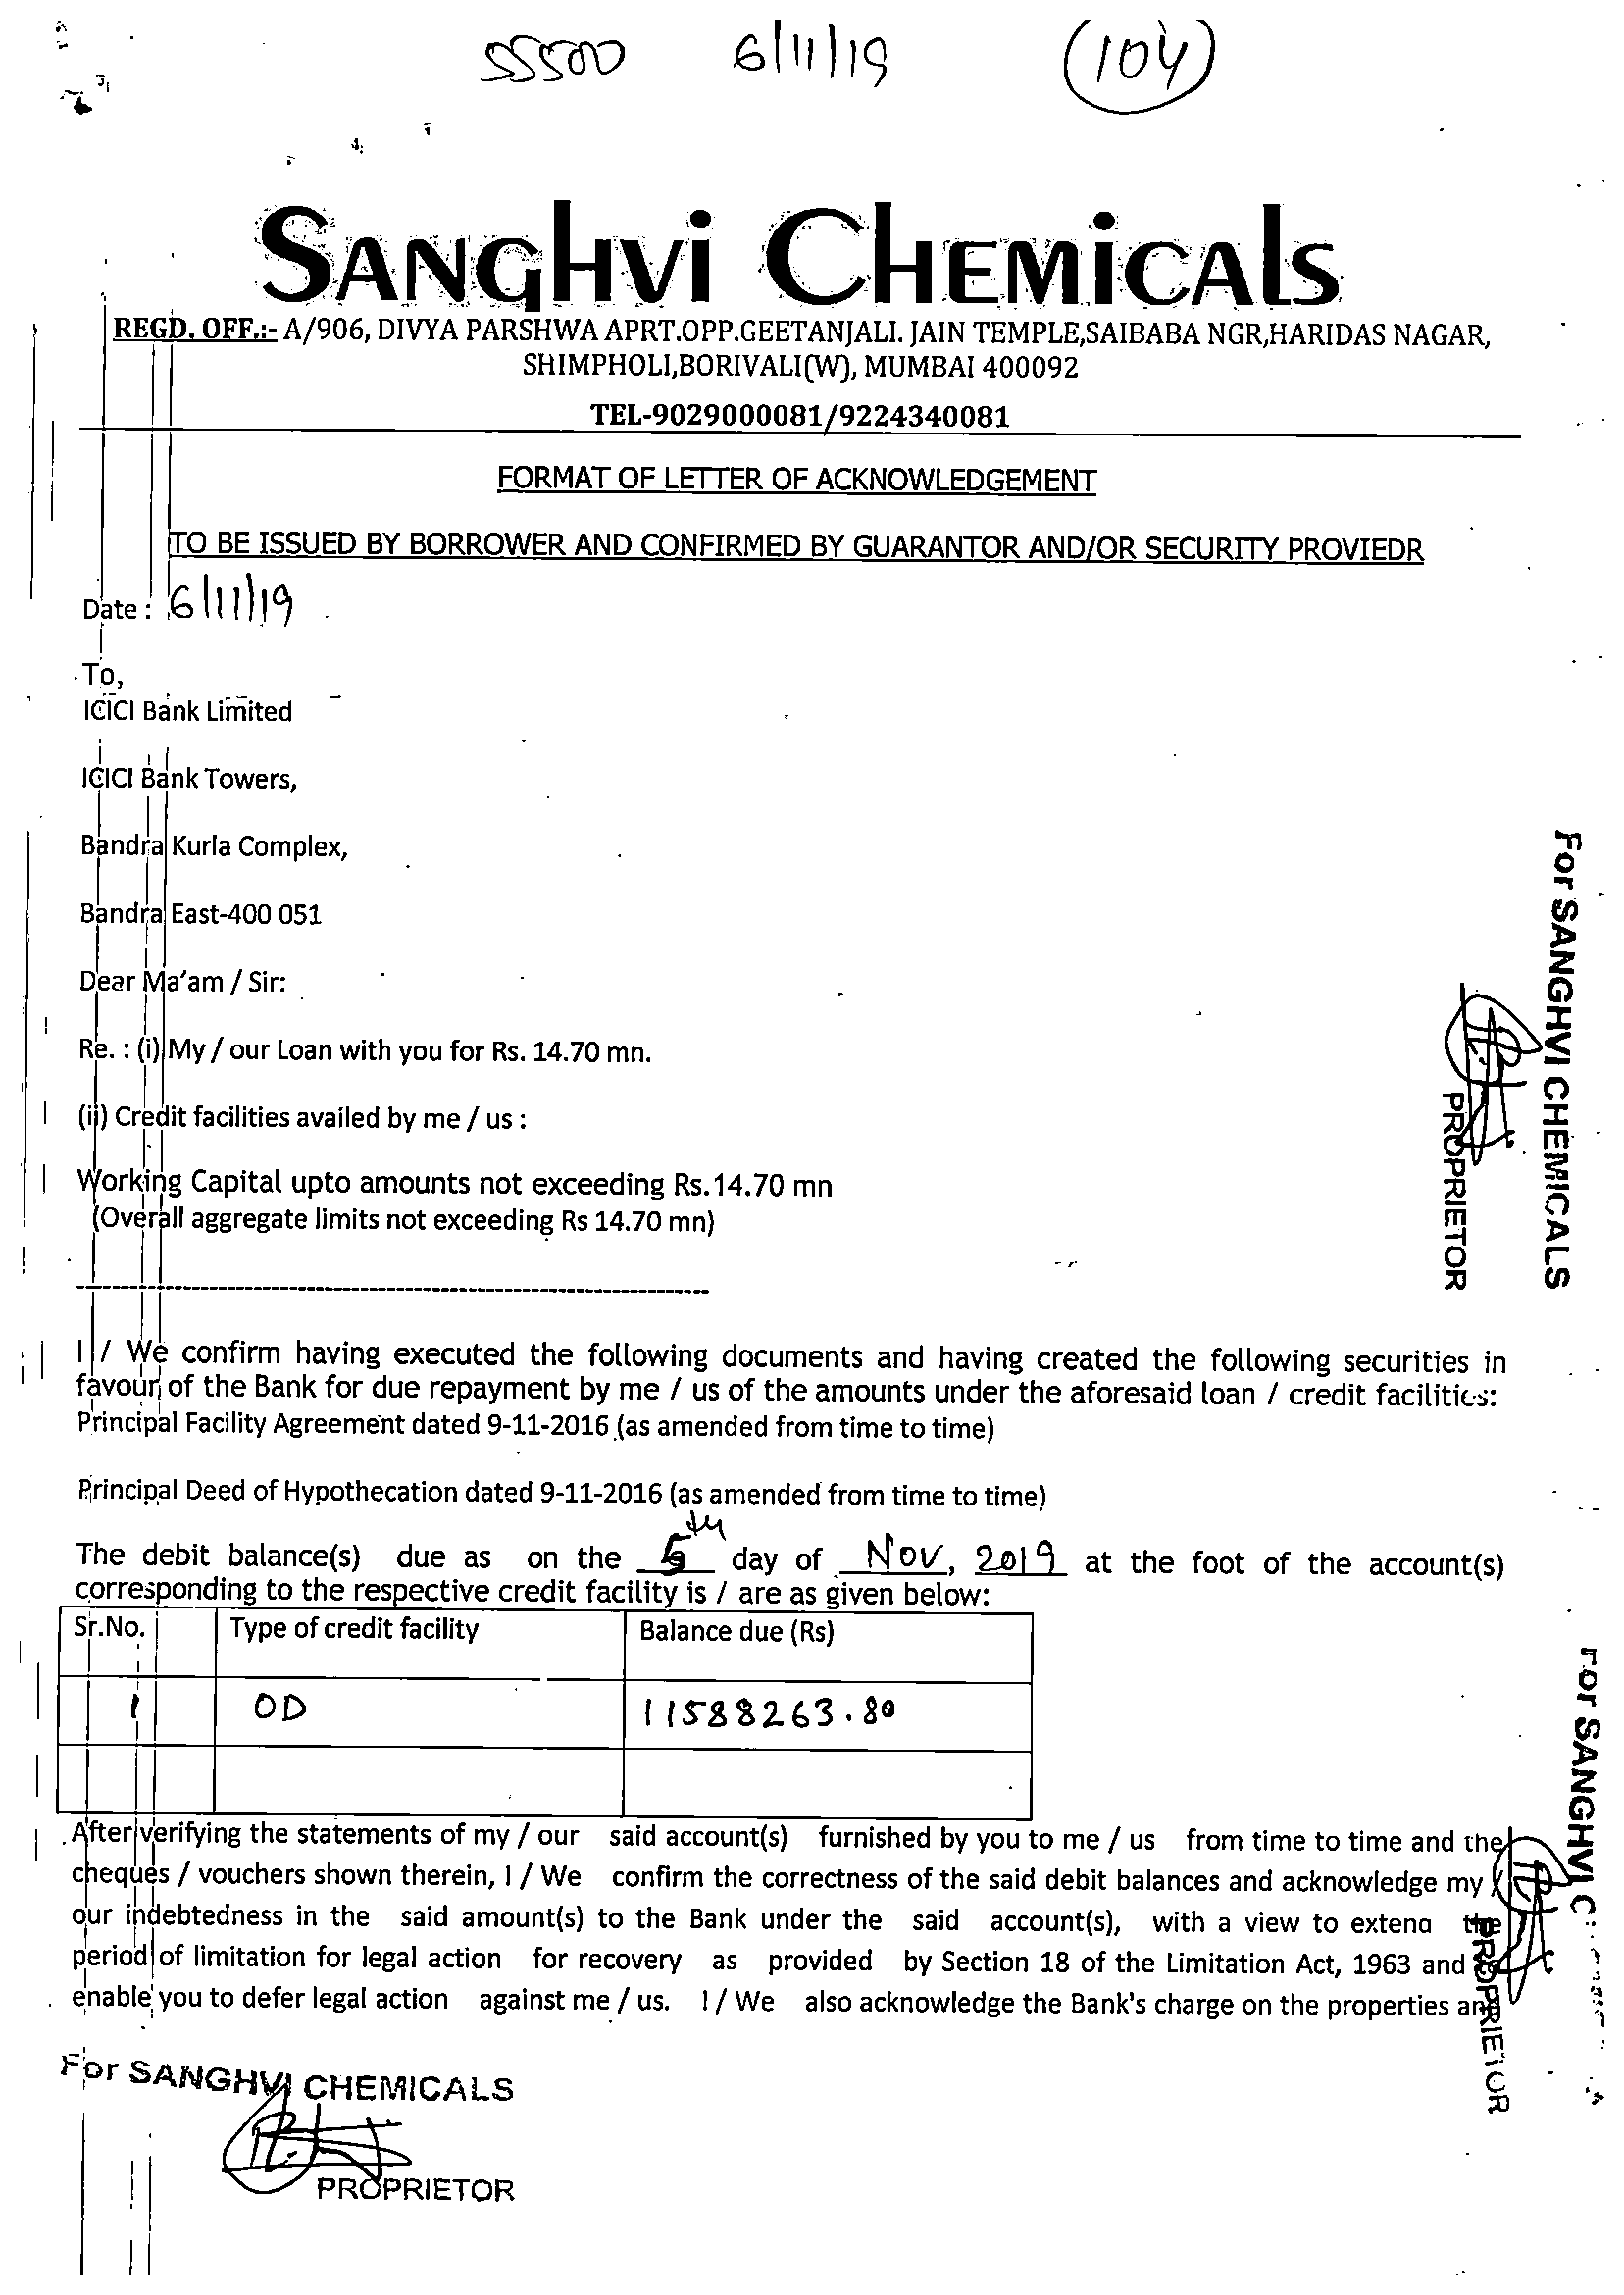 55500 6/11/19 (104)
SANGHVI CHEMICALS
REGD. OFF.:- A/906, DIVYA PARSHWA APRT.OPP.GEETANJALI. JAIN TEMPLE,SAIBABA NGR,HARIDAS NAGAR,
SHIMPHOLI,BORIVALI(W), MUMBAI 400092
TEL-9029000081/9224340081
FORMAT OF LETTER OF ACKNOWLEDGEMENT
TO BE ISSUED BY BORROWER AND CONFIRMED BY GUARANTOR AND/OR SECURITY PROVIEDR
Date : 6/11/19
To,
ICICI Bank Limited
ICICI Bank Towers,
Bandra Kurla Complex,
Bandra East-400 051
Dear Ma'am / Sir:
Re. : (i) My / our Loan with you for Rs. 14.70 mn.
(ii) Credit facilities availed by me / us :
Working Capital upto amounts not exceeding Rs.14.70 mn
(Overall aggregate limits not exceeding Rs 14.70 mn)
For SANGHVI CHEMICALS
PROPRIETOR
I / We confirm having executed the following documents and having created the following securities in
favour of the Bank for due repayment by me / us of the amounts under the aforesaid loan / credit facilities:
Principal Facility Agreement dated 9-11-2016 (as amended from time to time)
Principal Deed of Hypothecation dated 9-11-2016 (as amended from time to time)
The debit balance(s) due as on the 5th day of Nov, 2019 at the foot of the account(s)
corresponding to the respective credit facility is / are as given below:
Sr.No. Type of credit facility Balance due (Rs)
1 OD 11588263.80
After verifying the statements of my / our said account(s) furnished by you to me / us from time to time and the
cheques / vouchers shown therein, I / We confirm the correctness of the said debit balances and acknowledge my /
our indebtedness in the said amount(s) to the Bank under the said account(s), with a view to extend the
period of limitation for legal action for recovery as provided by Section 18 of the Limitation Act, 1963 and
enable you to defer legal action against me / us. I / We also acknowledge the Bank's charge on the properties and
For SANGHVI C
PROPRIETOR
For SANGHVI CHEMICALS
PROPRIETOR